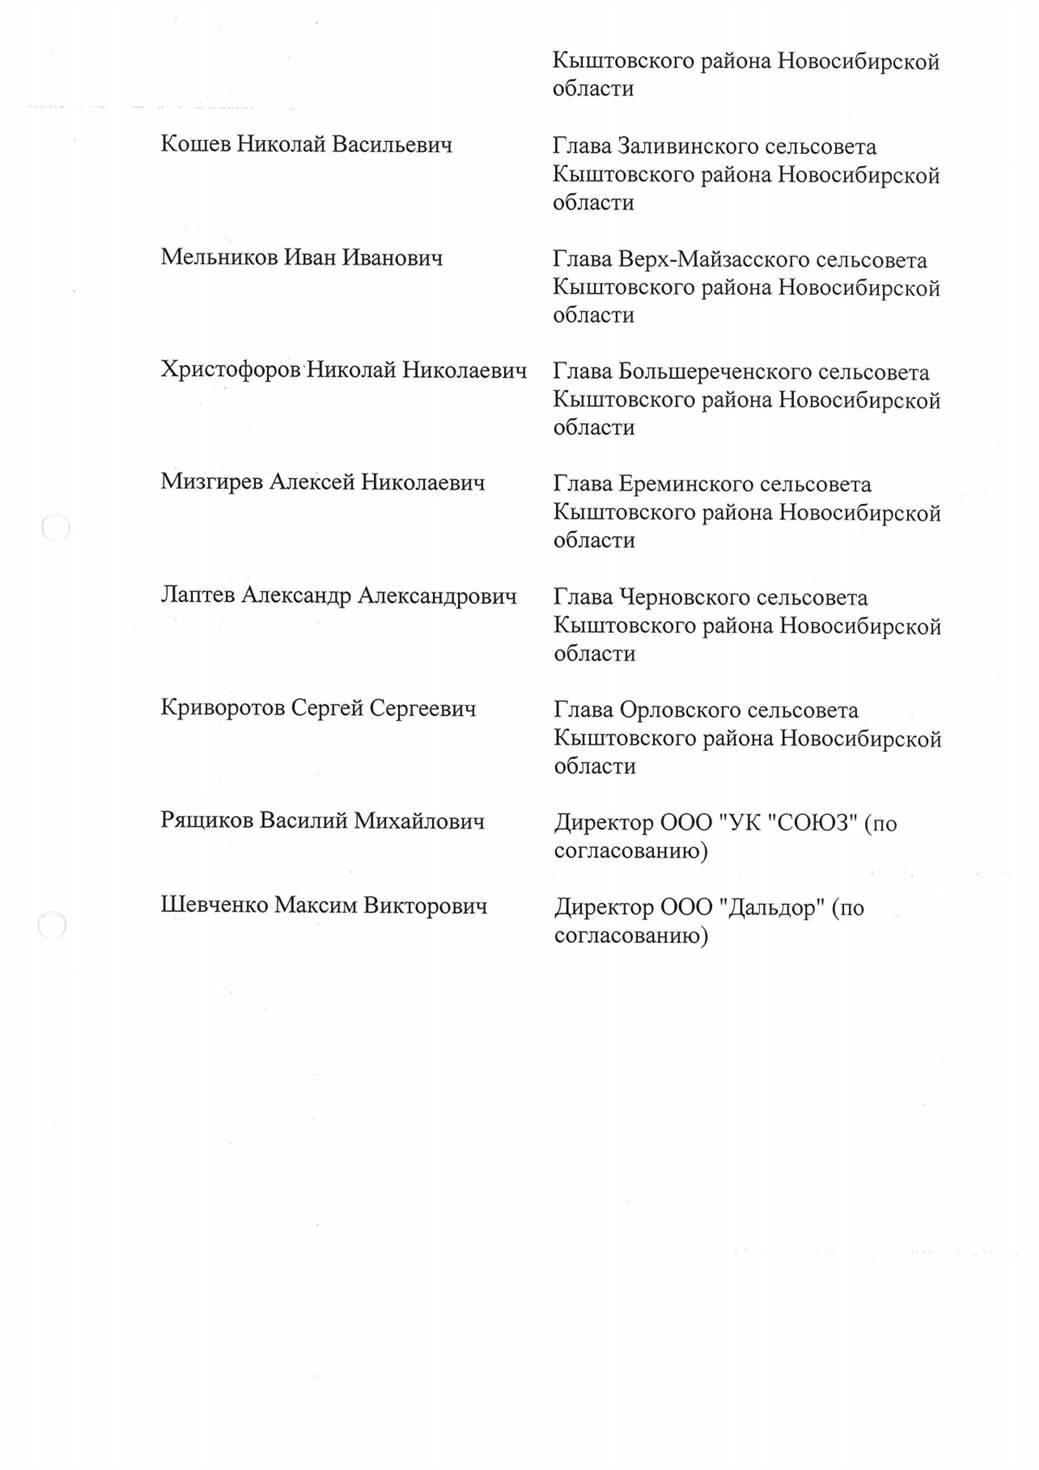 Кыштовского района Новосибирской
области
Кошев Николай Васильевич
Глава Заливинского сельсовета
Кыштовского района Новосибирской
области
Мельников Иван Иванович
Глава Верх-Майзасского сельсовета
Кыштовского района Новосибирской
области
Христофоров Николай Николаевич
Глава Большереченского сельсовета
Кыштовского района Новосибирской
области
Мизгирев Алексей Николаевич
Глава Ереминского сельсовета
Кыштовского района Новосибирской
области
Лаптев Александр Александрович
Глава Черновского сельсовета
Кыштовского района Новосибирской
области
Криворотов Сергей Сергеевич
Глава Орловского сельсовета
Кыштовского района Новосибирской
области
Рящиков Василий Михайлович
Директор ООО "УК "СОЮЗ" (по
согласованию)
Шевченко Максим Викторович
Директор ООО "Дальдор" (по
согласованию)